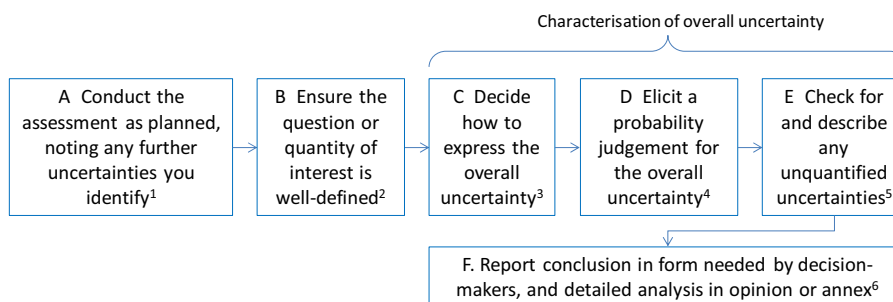 Characterisation of overall uncertainty
A Conduct the
assessment as planned,
noting any further
uncertainties you
identify¹
B Ensure the
question or
quantity of
interest is
well-defined²
C Decide
how to
express the
overall
uncertainty³
D Elicit a
probability
judgement for
the overall
uncertainty⁴
E Check for
and describe
any
unquantified
uncertainties⁵
F. Report conclusion in form needed by decision-
makers, and detailed analysis in opinion or annex⁶